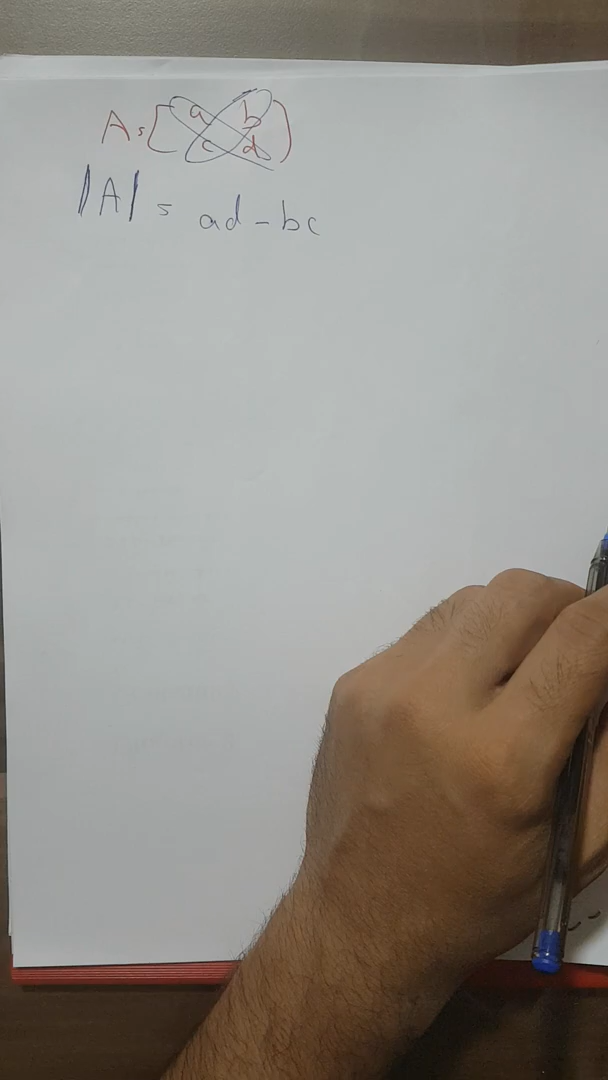 A = [a b
c d]
|A| = ad - bc